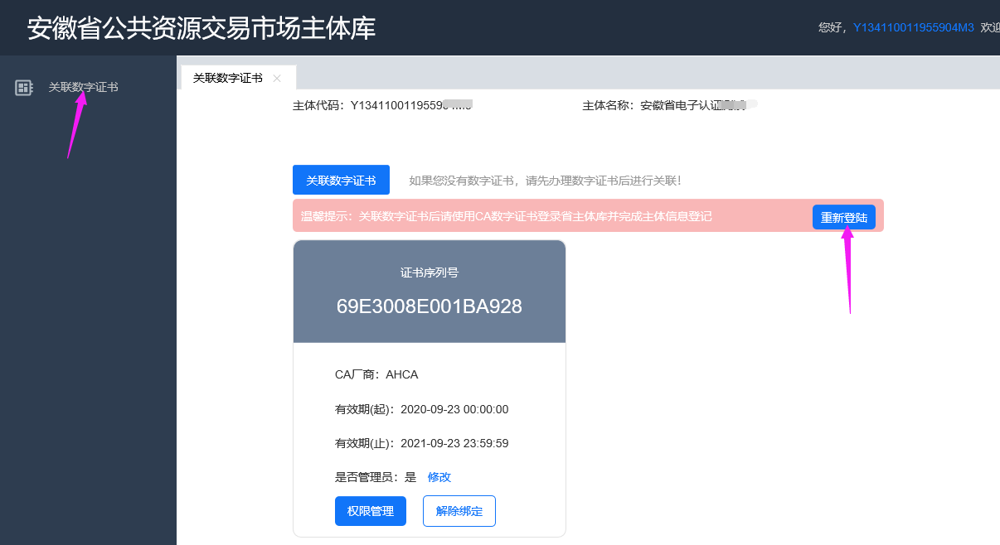 安徽省公共资源交易市场主体库
您好，Y134110011955904M3 欢迎
关联数字证书
关联数字证书
主体代码：Y1341100119559 主体名称：安徽省电子认证
关联数字证书 如果您没有数字证书，请先办理数字证书后进行关联！
温馨提示：关联数字证书后请使用CA数字证书登录省主体库并完成主体信息登记 重新登陆
证书序列号
69E3008E001BA928
CA厂商：AHCA
有效期(起)：2020-09-23 00:00:00
有效期(止)：2021-09-23 23:59:59
是否管理员：是 修改
权限管理 解除绑定